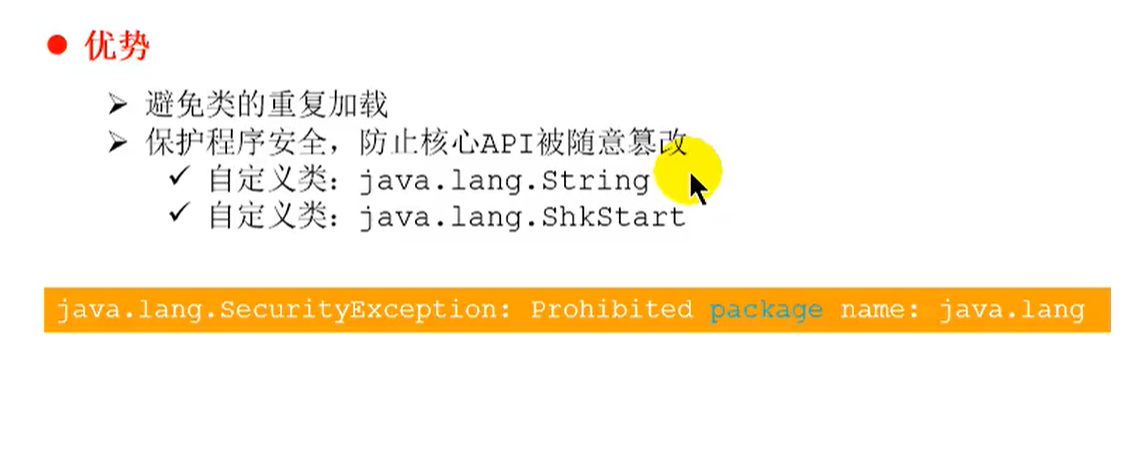 ● 优势
➢ 避免类的重复加载
➢ 保护程序安全，防止核心API被随意篡改
✓ 自定义类：java.lang.String
✓ 自定义类：java.lang.ShkStart
java.lang.SecurityException: Prohibited package name: java.lang